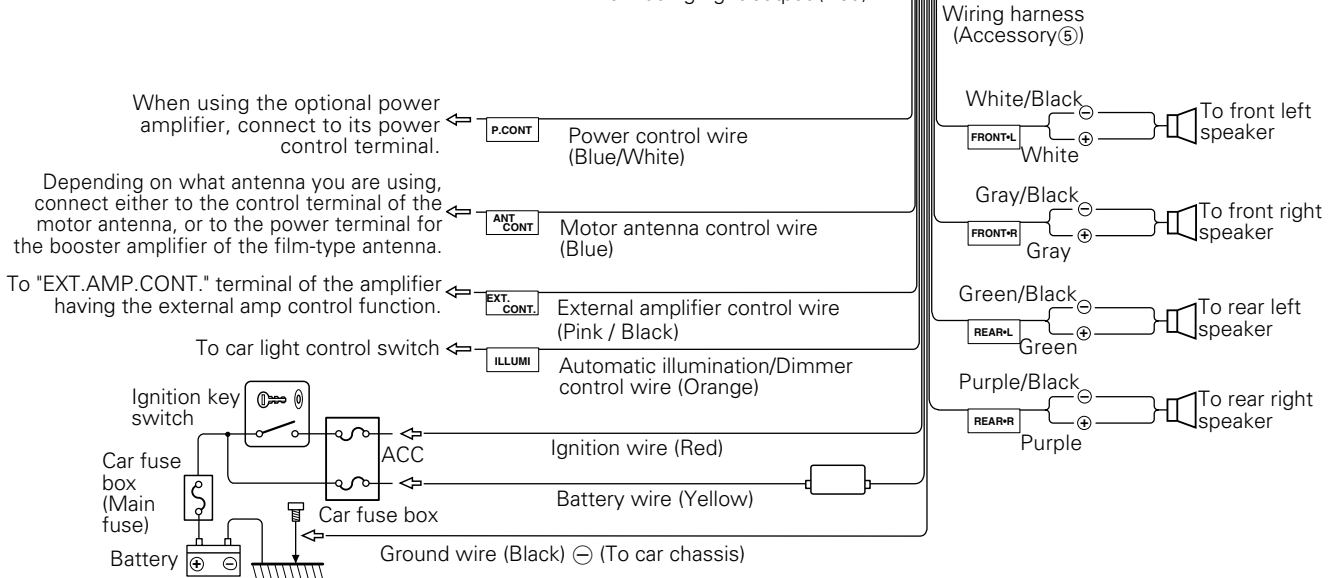 Wiring harness
(Accessory⑤)
When using the optional power
amplifier, connect to its power
control terminal.
P.CONT
Power control wire
(Blue/White)
Depending on what antenna you are using,
connect either to the control terminal of the
motor antenna, or to the power terminal for
the booster amplifier of the film-type antenna.
ANT
CONT
Motor antenna control wire
(Blue)
To "EXT.AMP.CONT." terminal of the amplifier
having the external amp control function.
EXT.
CONT.
External amplifier control wire
(Pink / Black)
To car light control switch
ILLUMI
Automatic illumination/Dimmer
control wire (Orange)
Ignition key
switch
ACC
Ignition wire (Red)
Car fuse
box
(Main
fuse)
Battery wire (Yellow)
Car fuse box
Battery
⊕ ⊖
Ground wire (Black) ⊖ (To car chassis)
White/Black
⊖
FRONT•L
⊕
White
To front left
speaker
Gray/Black
⊖
FRONT•R
⊕
Gray
To front right
speaker
Green/Black
⊖
REAR•L
⊕
Green
To rear left
speaker
Purple/Black
⊖
REAR•R
⊕
Purple
To rear right
speaker